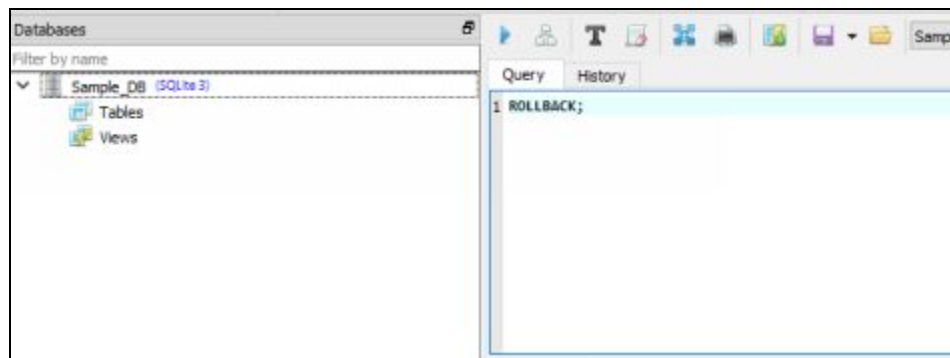 Databases
Filter by name
Sample_DB (SQLite 3)
Tables
Views
Samp
Query History
1 ROLLBACK;